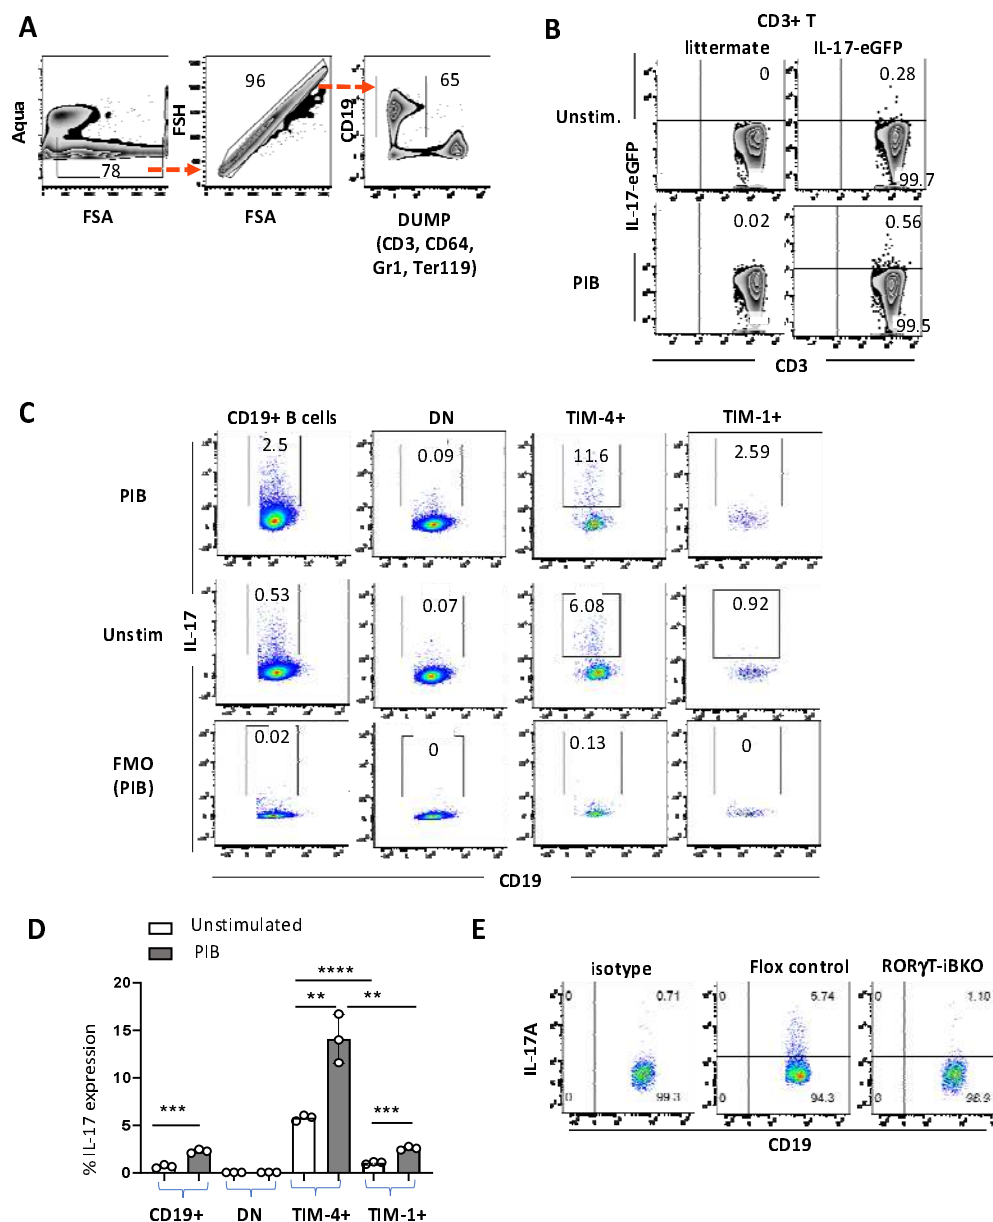 A
Aqua
78
FSA
FSH
96
FSA
CD19
65
DUMP
(CD3, CD64,
Gr1, Ter119)
B
CD3+ T
littermate
IL-17-eGFP
Unstim.
0
0.28
99.7
IL-17-eGFP
PIB
0.02
0.56
99.5
CD3
C
CD19+ B cells
DN
TIM-4+
TIM-1+
PIB
2.5
0.09
11.6
2.59
Unstim
0.53
0.07
6.08
0.92
IL-17
FMO
(PIB)
0.02
0
0.13
0
CD19
D
Unstimulated
PIB
% IL-17 expression
20
15
10
5
0
***
**
****
**
***
CD19+
DN
TIM-4+
TIM-1+
E
isotype
Flox control
RORγT-iBKO
IL-17A
0
0.71
0
99.3
0
5.74
0
94.3
0
1.10
0
98.9
CD19